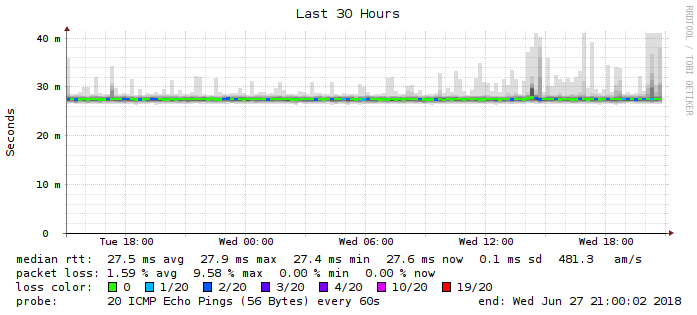 Last 30 Hours
RRDTOOL / TOBI OETIKER
Seconds
40 m
30 m
20 m
10 m
0
Tue 18:00 Wed 00:00 Wed 06:00 Wed 12:00 Wed 18:00
median rtt: 27.5 ms avg 27.9 ms max 27.4 ms min 27.6 ms now 0.1 ms sd 481.3 am/s
packet loss: 1.59 % avg 9.58 % max 0.00 % min 0.00 % now
loss color: 0 1/20 2/20 3/20 4/20 10/20 19/20
probe: 20 ICMP Echo Pings (56 Bytes) every 60s end: Wed Jun 27 21:00:02 2018